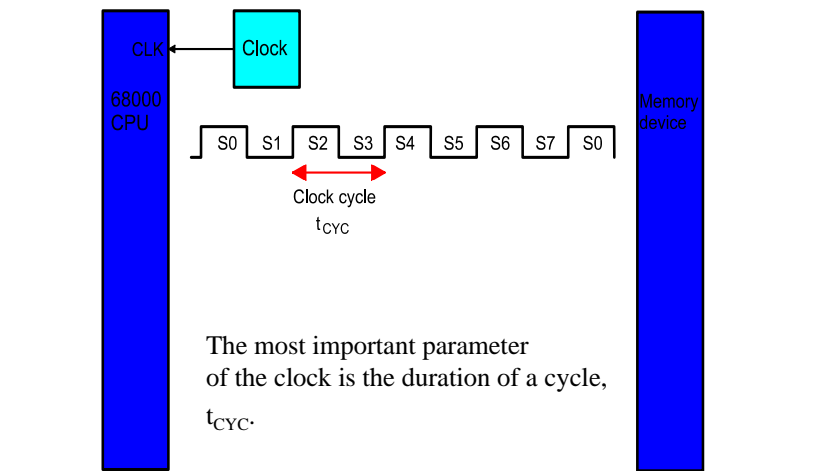 CLK
Clock
68000
CPU
Memory
device
S0 S1 S2 S3 S4 S5 S6 S7 S0
Clock cycle
tCYC
The most important parameter
of the clock is the duration of a cycle,
tCYC.